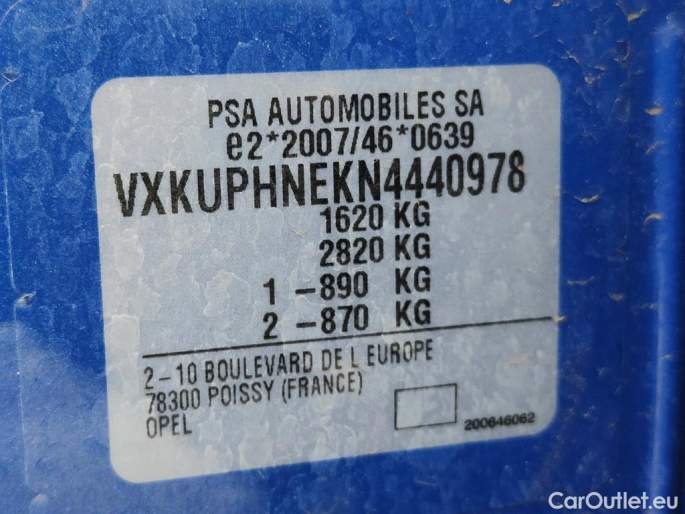 PSA AUTOMOBILES SA
e2*2007/46*0639
VXKUPHNEKN4440978
1620 KG
2820 KG
1 -890 KG
2 -870 KG
2-10 BOULEVARD DE L EUROPE
78300 POISSY (FRANCE)
OPEL
200646062
CarOutlet.eu